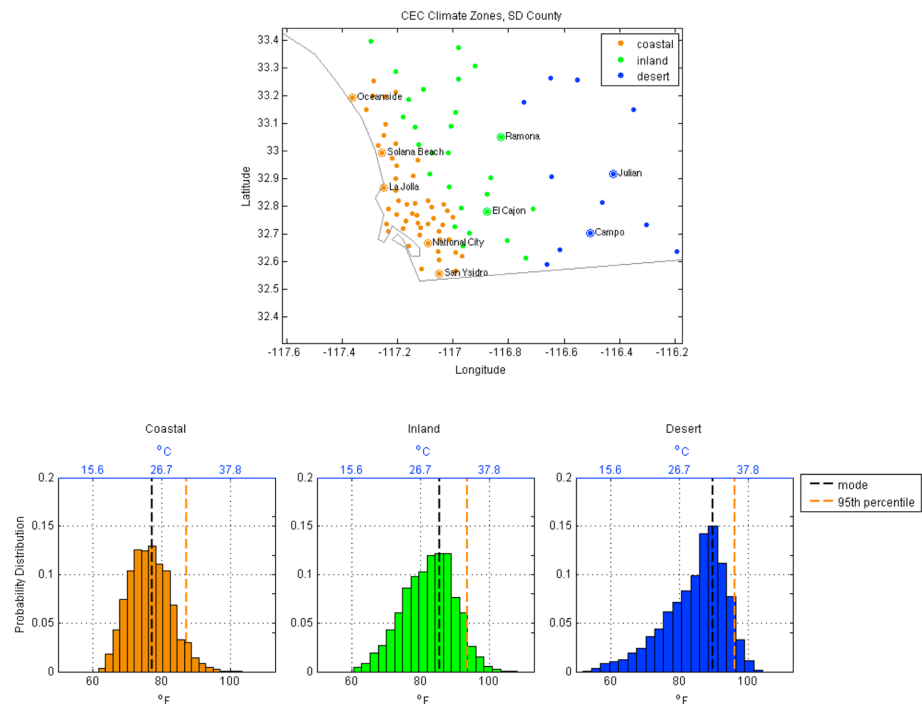 CEC Climate Zones, SD County
33.4
33.3
33.2
33.1
33
32.9
32.8
32.7
32.6
32.5
32.4
Latitude
coastal
inland
desert
Oceanside
Ramona
Solana Beach
Julian
La Jolla
El Cajon
Campo
National City
San Ysidro
-117.6 -117.4 -117.2 -117 -116.8 -116.6 -116.4 -116.2
Longitude
Coastal
°C
15.6 26.7 37.8
0.2
0.15
0.1
0.05
0
Probability Distribution
60 80 100
°F
Inland
°C
15.6 26.7 37.8
0.2
0.15
0.1
0.05
0
60 80 100
°F
Desert
°C
15.6 26.7 37.8
0.2
0.15
0.1
0.05
0
60 80 100
°F
mode
95th percentile